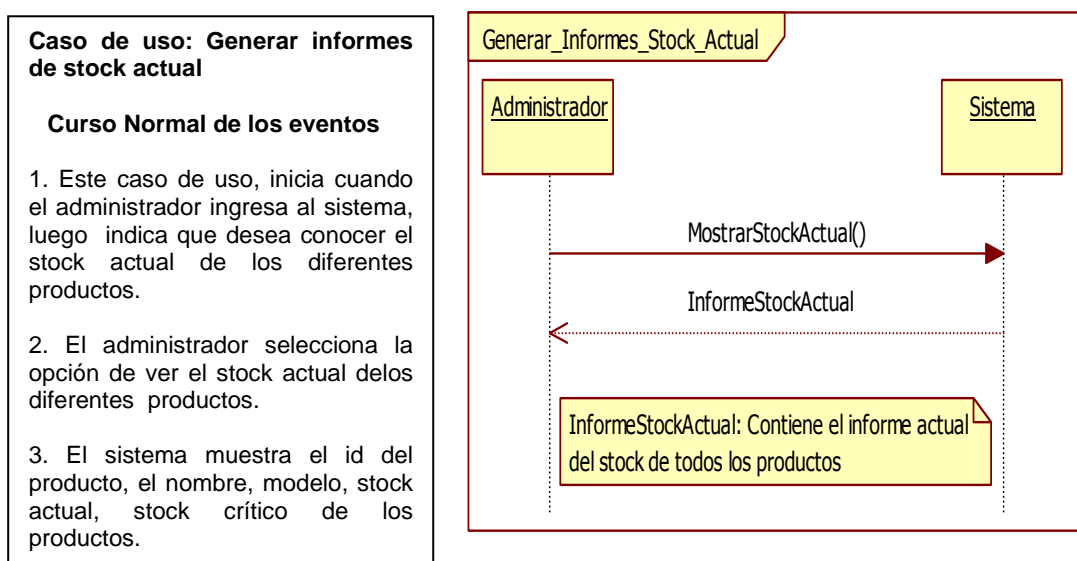 Caso de uso: Generar informes
de stock actual
Curso Normal de los eventos
1. Este caso de uso, inicia cuando
el administrador ingresa al sistema,
luego indica que desea conocer el
stock actual de los diferentes
productos.
2. El administrador selecciona la
opción de ver el stock actual delos
diferentes productos.
3. El sistema muestra el id del
producto, el nombre, modelo, stock
actual, stock crítico de los
productos.
Generar_Informes_Stock_Actual
Administrador
Sistema
MostrarStockActual()
InformeStockActual
InformeStockActual: Contiene el informe actual
del stock de todos los productos